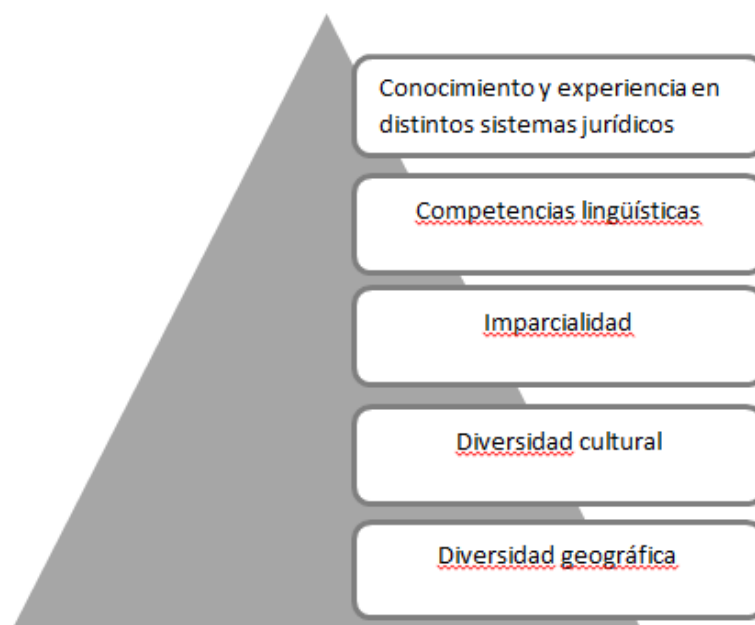 Conocimiento y experiencia en
distintos sistemas jurídicos
Competencias lingüísticas
Imparcialidad
Diversidad cultural
Diversidad geográfica